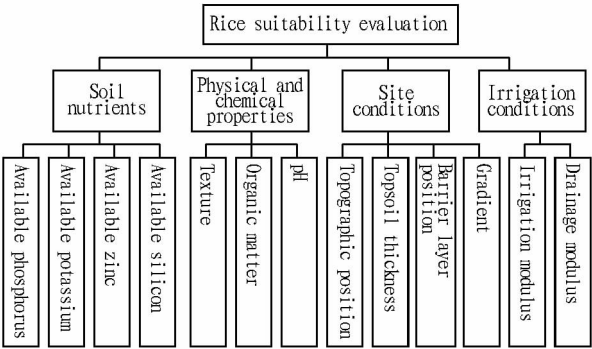 Rice suitability evaluation
Soil
nutrients
Physical and
chemical
properties
Site
conditions
Irrigation
conditions
Available phosphorus
Available potassium
Available zinc
Available silicon
Texture
Organic matter
pH
Topographic position
Topsoil thickness
Barrier layer
position
Gradient
Irrigation modulus
Drainage modulus